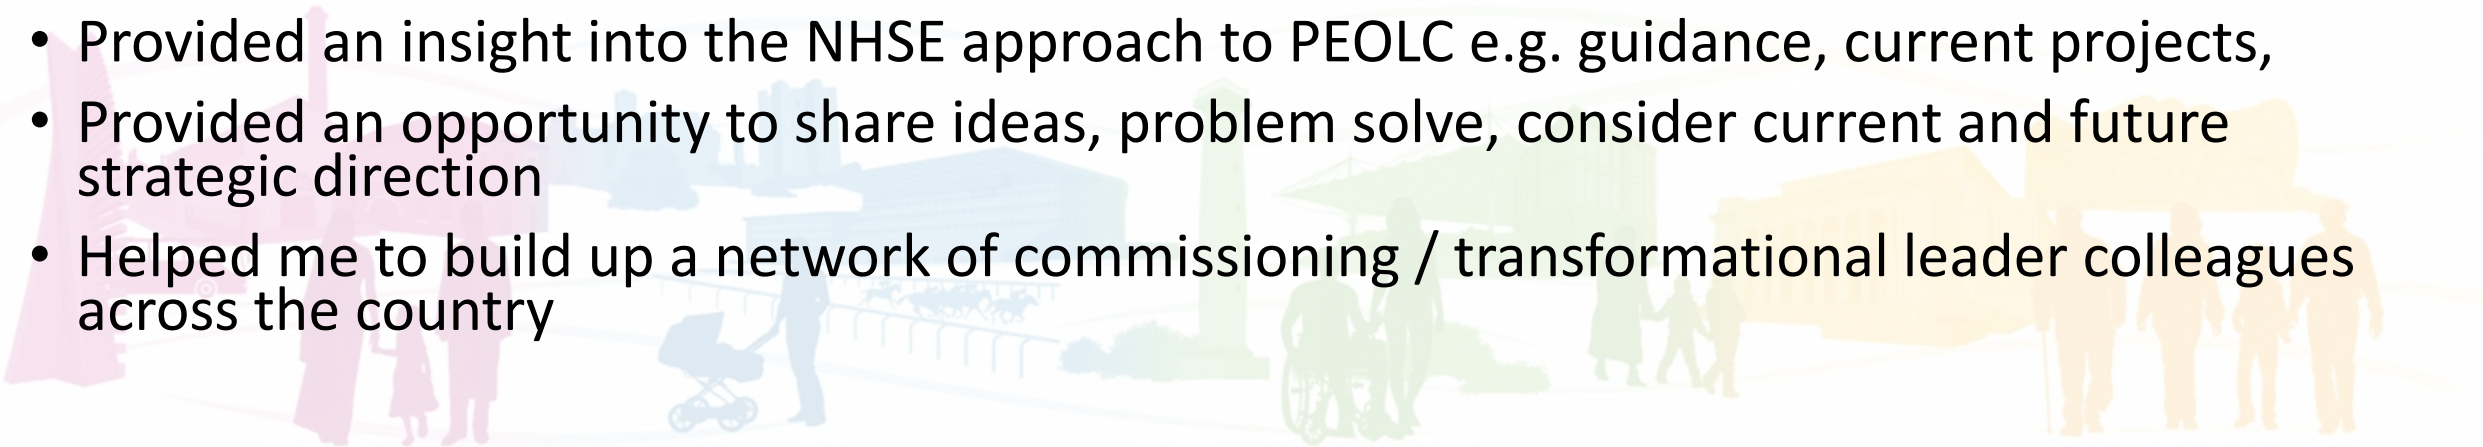 • Provided an insight into the NHSE approach to PEOLC e.g. guidance, current projects,
• Provided an opportunity to share ideas, problem solve, consider current and future
strategic direction
• Helped me to build up a network of commissioning / transformational leader colleagues
across the country